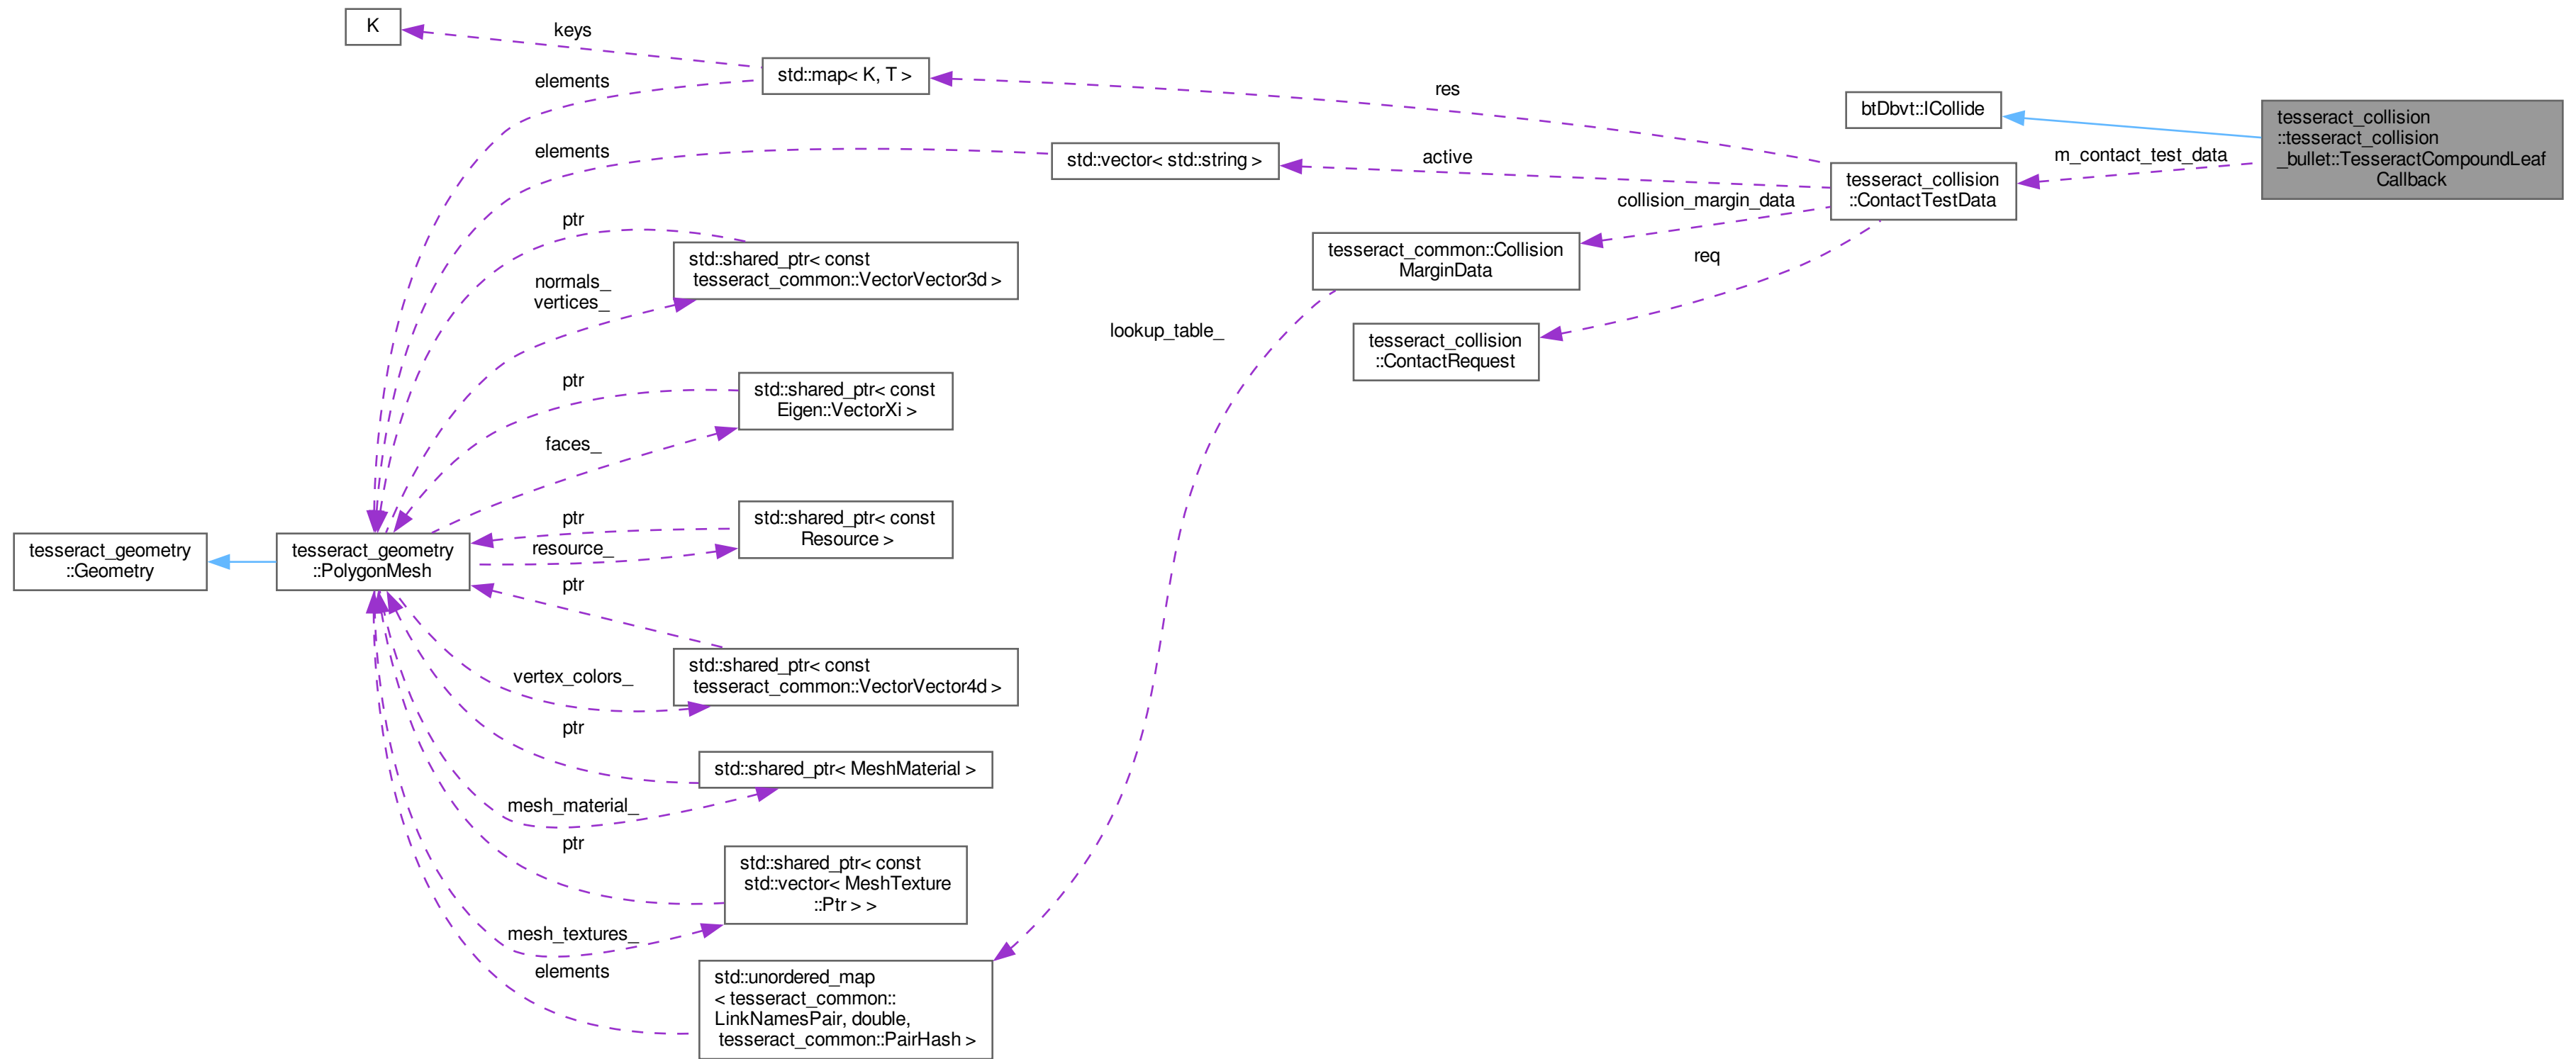 K
keys
std::map< K, T >
elements
res
btDbvt::ICollide
tesseract_collision
::tesseract_collision
_bullet::TesseractCompoundLeaf
Callback
m_contact_test_data
elements
std::vector< std::string >
active
tesseract_collision
::ContactTestData
collision_margin_data
ptr
std::shared_ptr< const
tesseract_common::VectorVector3d >
normals_
vertices_
tesseract_common::Collision
MarginData
req
lookup_table_
tesseract_collision
::ContactRequest
ptr
std::shared_ptr< const
Eigen::VectorXi >
faces_
ptr
std::shared_ptr< const
Resource >
resource_
tesseract_geometry
::Geometry
tesseract_geometry
::PolygonMesh
ptr
std::shared_ptr< const
tesseract_common::VectorVector4d >
vertex_colors_
ptr
std::shared_ptr< MeshMaterial >
mesh_material_
ptr
std::shared_ptr< const
std::vector< MeshTexture
::Ptr > >
mesh_textures_
elements
std::unordered_map
< tesseract_common::
LinkNamesPair, double,
tesseract_common::PairHash >